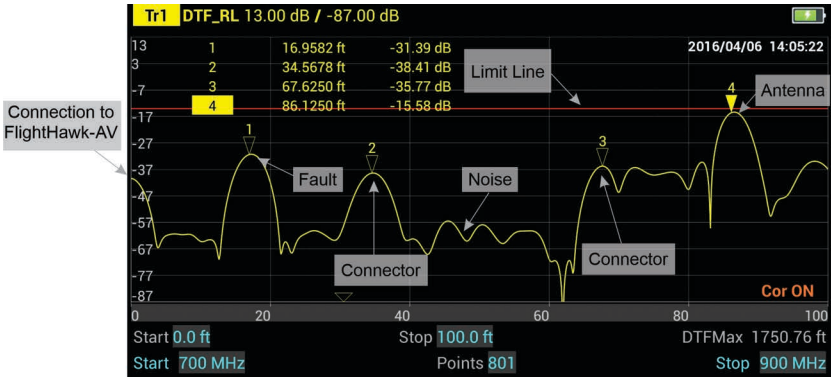 Tr1 DTF_RL 13.00 dB / -87.00 dB
13
1 16.9582 ft -31.39 dB
2016/04/06 14:05:22
3
2 34.5678 ft -38.41 dB
Limit Line
-7
3 67.6250 ft -35.77 dB
4
Antenna
4 86.1250 ft -15.58 dB
Connection to
FlightHawk-AV
-17
1
2
3
-27
-37
Fault
Noise
-47
-57
Connector
Connector
-67
-77
-87
Cor ON
0 20 40 60 80 100
Start 0.0 ft Stop 100.0 ft DTFMax 1750.76 ft
Start 700 MHz Points 801 Stop 900 MHz